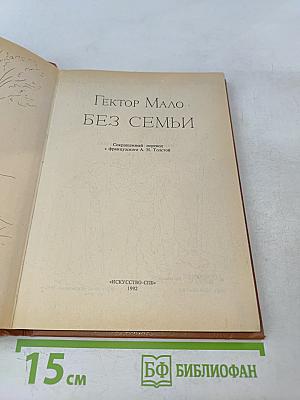 Гектор Мало
БЕЗ СЕМЬИ
Сокращенный перевод
с французского А. Н. Толстой
«ИСКУССТВО-СПБ»
1992
15 см
БФ БИБЛИОФАН